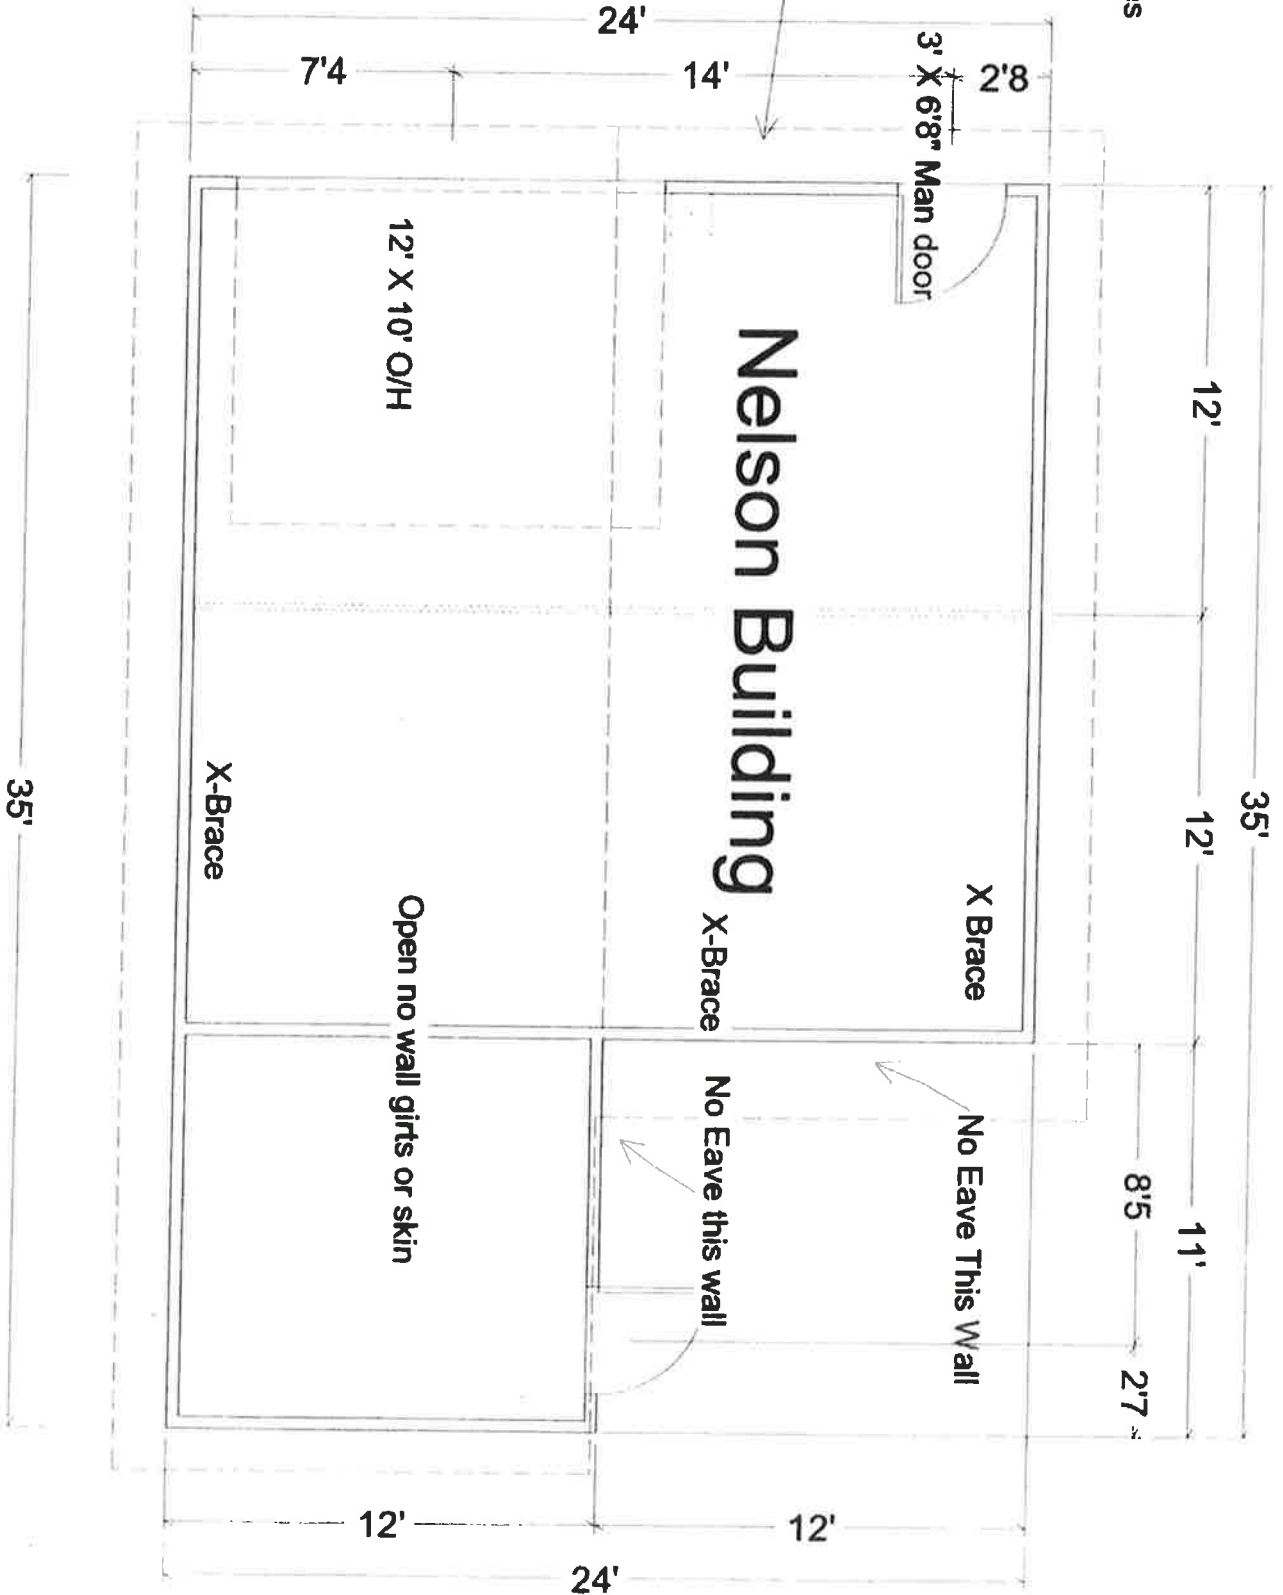 es
24'
7'4
14'
2'8
3' X 6'8" Man door
12' X 10' O/H
Nelson Building
12'
12'
35'
11'
8'5
2'7
X Brace
X-Brace
X-Brace
Open no wall girts or skin
No Eave this wall
No Eave This Wall
35'
12'
12'
24'